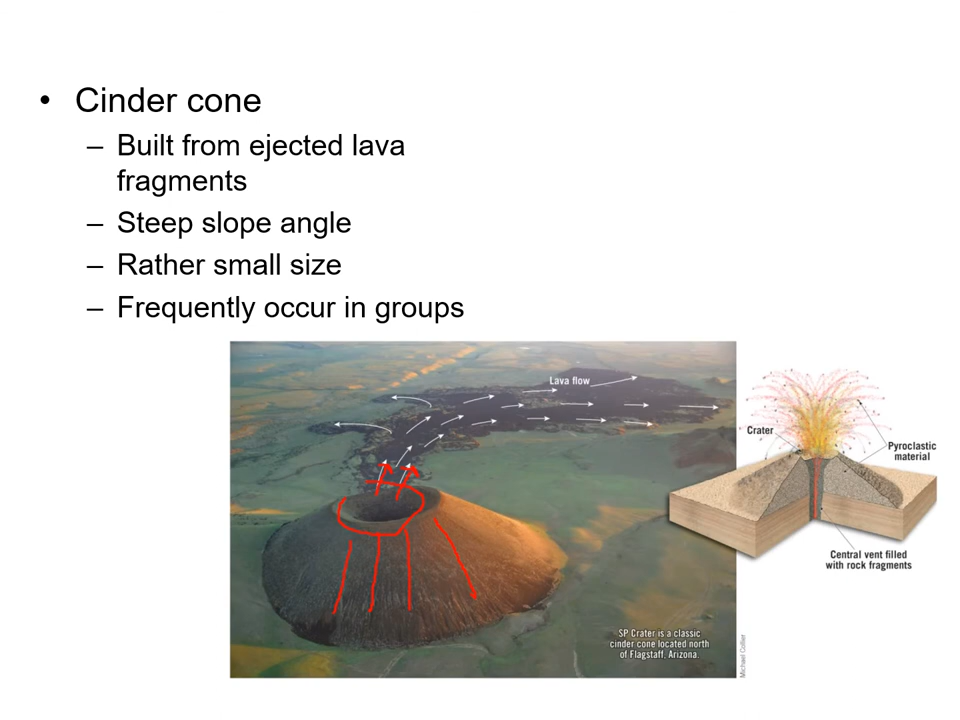 • Cinder cone
– Built from ejected lava
fragments
– Steep slope angle
– Rather small size
– Frequently occur in groups
Lava flow
Crater
Pyroclastic
material
Central vent filled
with rock fragments
SP Crater is a classic
cinder cone located north
of Flagstaff, Arizona.
Michael Collier